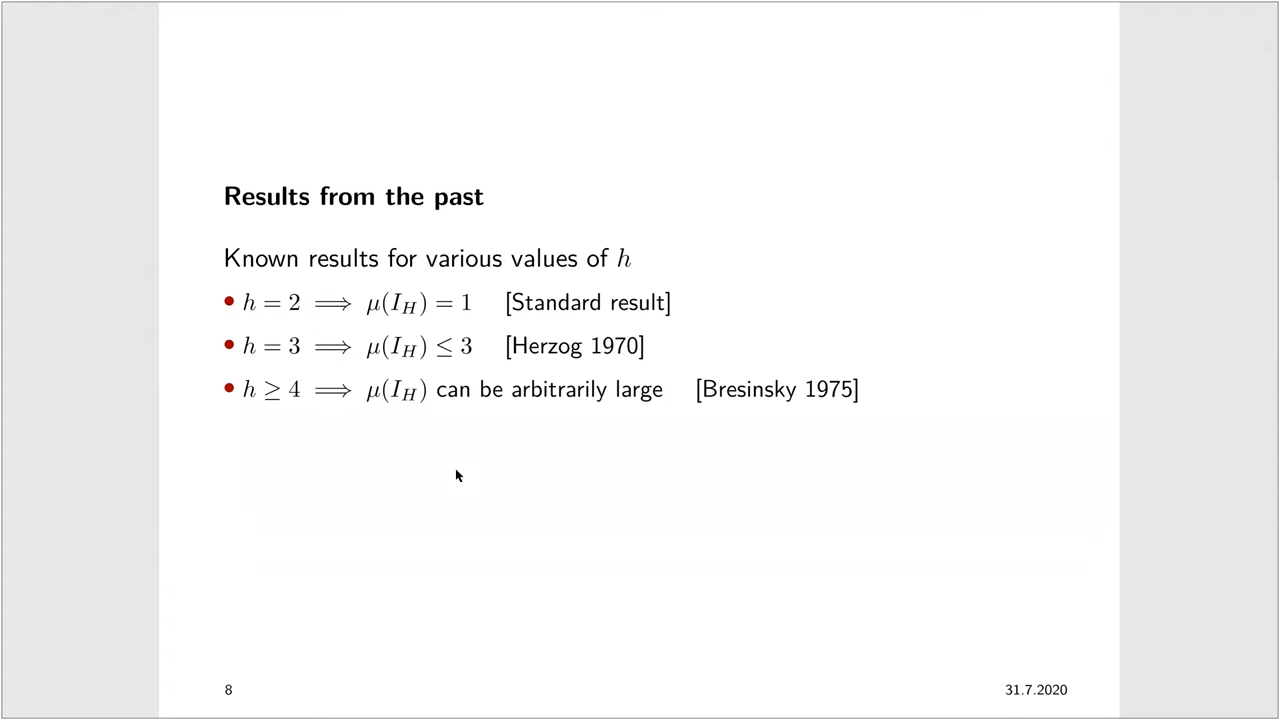 Results from the past
Known results for various values of h
• h = 2 ⟹ μ(I_H) = 1 [Standard result]
• h = 3 ⟹ μ(I_H) ≤ 3 [Herzog 1970]
• h ≥ 4 ⟹ μ(I_H) can be arbitrarily large [Bresinsky 1975]
8 31.7.2020